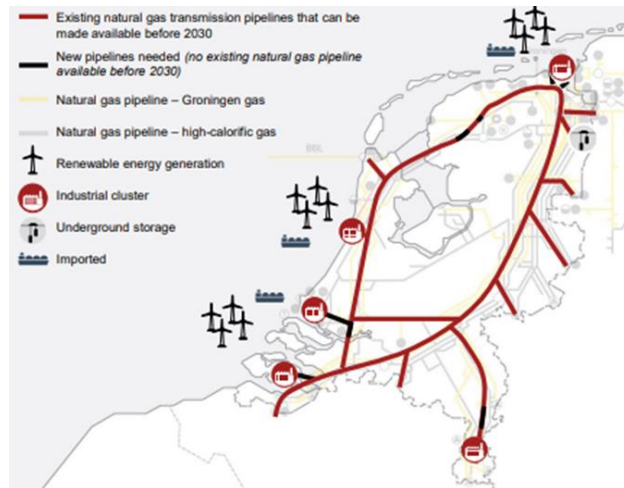 Existing natural gas transmission pipelines that can be
made available before 2030
New pipelines needed (no existing natural gas pipeline
available before 2030)
Natural gas pipeline – Groningen gas
Natural gas pipeline – high-calorific gas
Renewable energy generation
Industrial cluster
Underground storage
Imported
BBL